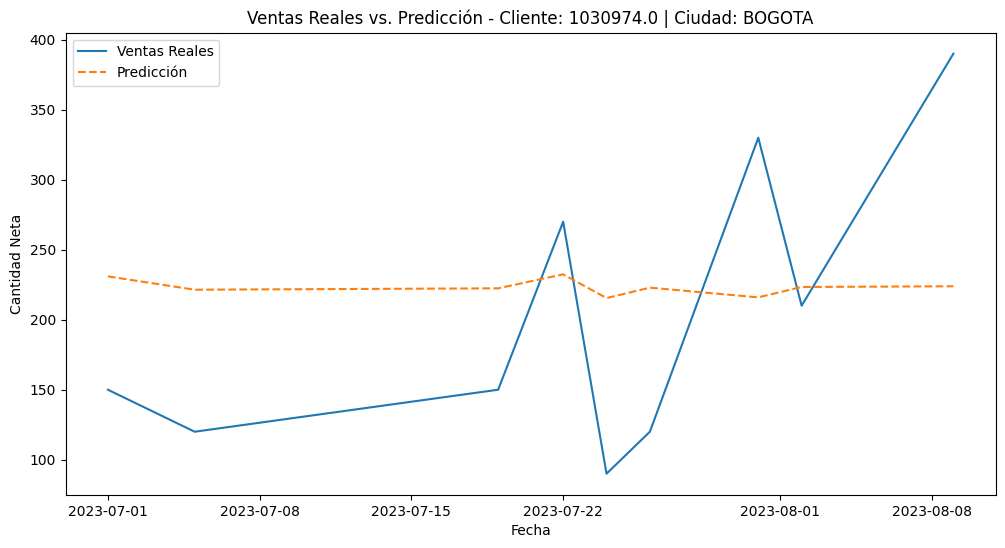 Ventas Reales vs. Predicción - Cliente: 1030974.0 | Ciudad: BOGOTA
Ventas Reales
Predicción
Cantidad Neta
400
350
300
250
200
150
100
2023-07-01 2023-07-08 2023-07-15 2023-07-22 2023-08-01 2023-08-08
Fecha